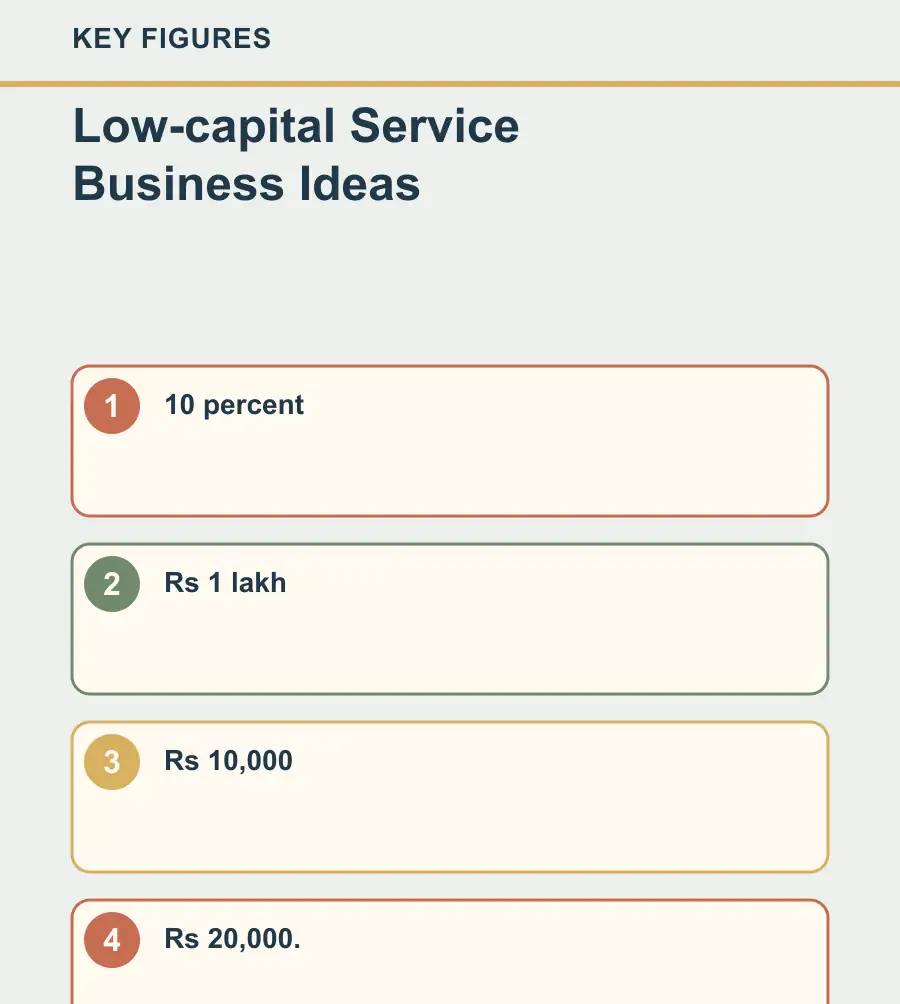 KEY FIGURES
Low-capital Service
Business Ideas
1
10 percent
2
Rs 1 lakh
3
Rs 10,000
4
Rs 20,000.